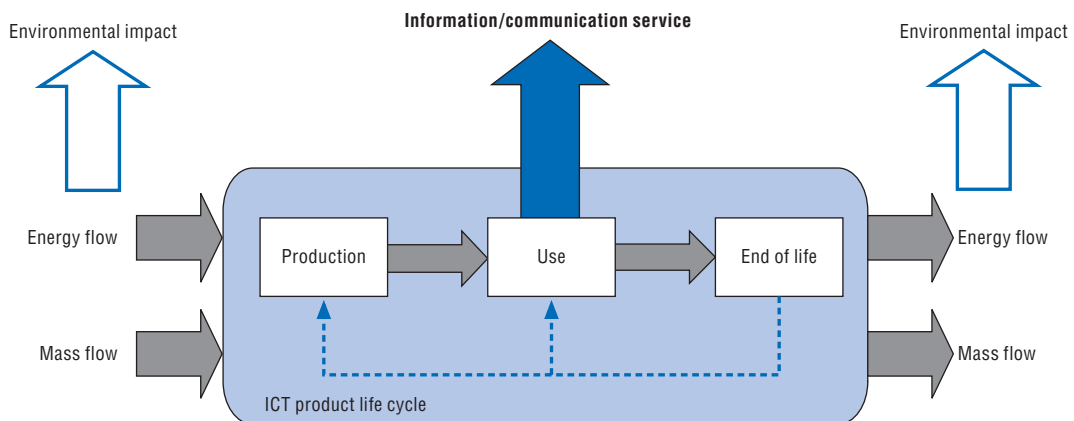 Information/communication service
Environmental impact
Environmental impact
Energy flow
Production
Use
End of life
Energy flow
Mass flow
Mass flow
ICT product life cycle